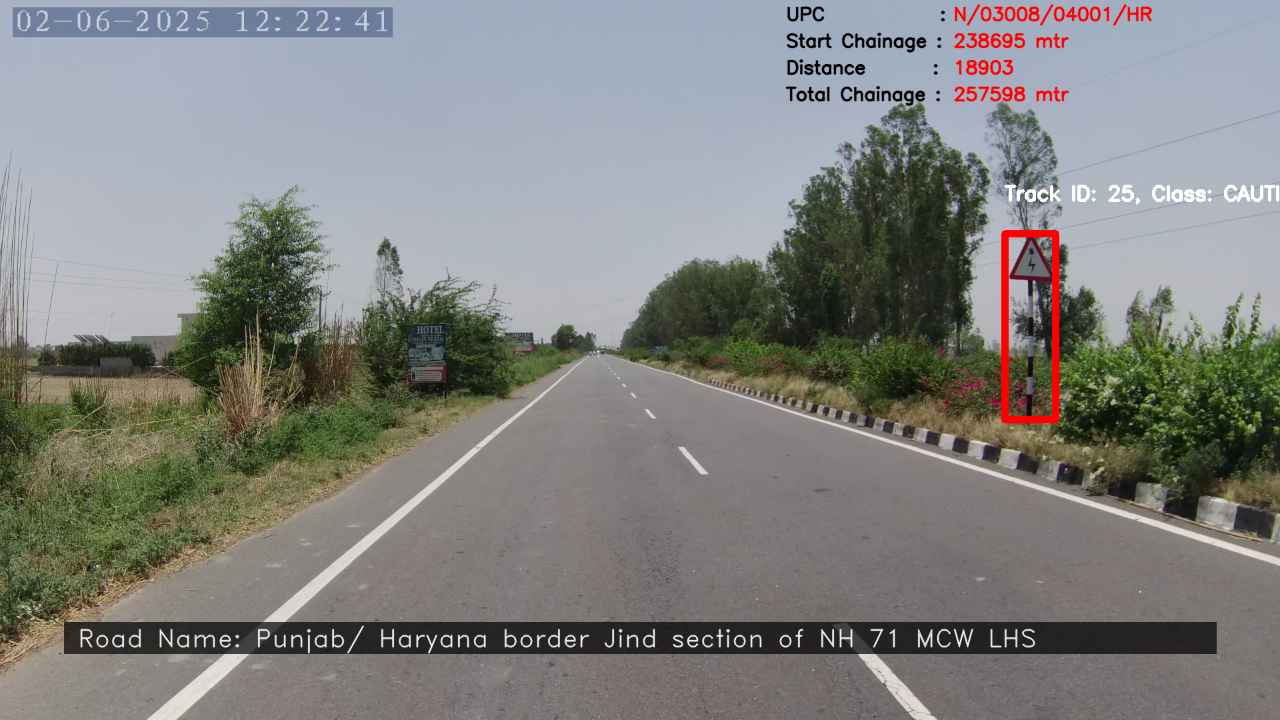 02-06-2025 12:22:41
UPC : N/03008/04001/HR
Start Chainage : 238695 mtr
Distance : 18903
Total Chainage : 257598 mtr
Track ID: 25, Class: CAUTI
HOTEL
Road Name: Punjab/ Haryana border Jind section of NH 71 MCW LHS